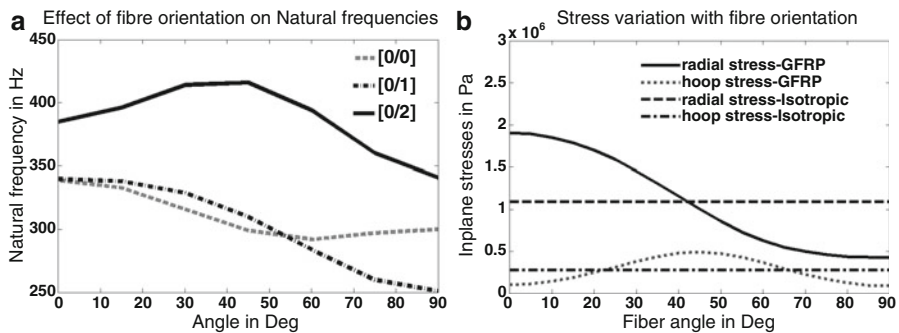 a Effect of fibre orientation on Natural frequencies
450
400
350
300
250
Natural frequency in Hz
[0/0]
[0/1]
[0/2]
0 10 20 30 40 50 60 70 80 90
Angle in Deg
b Stress variation with fibre orientation
3 x 10^6
2.5
2
1.5
1
0.5
0
Inplane stresses in Pa
radial stress-GFRP
hoop stress-GFRP
radial stress-Isotropic
hoop stress-Isotropic
0 10 20 30 40 50 60 70 80 90
Fiber angle in Deg